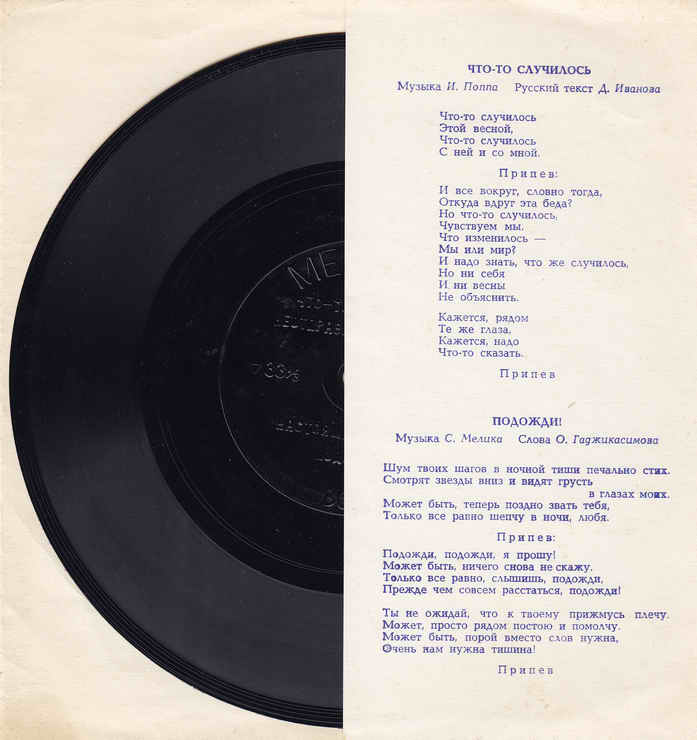 ЧТО-ТО СЛУЧИЛОСЬ
Музыка И. Поппа Русский текст Д. Иванова
Что-то случилось
Этой весной,
Что-то случилось
С ней и со мной.
Припев:
И все вокруг, словно тогда,
Откуда вдруг эта беда?
Но что-то случилось,
Чувствуем мы.
Что изменилось —
Мы или мир?
И надо знать, что же случилось,
Но ни себя
И ни весны
Не объяснить.
Кажется, рядом
Те же глаза,
Кажется, надо
Что-то сказать.
Припев
ПОДОЖДИ!
Музыка С. Мелика Слова О. Гаджикасимова
Шум твоих шагов в ночной тиши печально стих.
Смотрят звезды вниз и видят грусть
в глазах моих.
Может быть, теперь поздно звать тебя,
Только все равно шепчу в ночи, любя.
Припев:
Подожди, подожди, я прошу!
Может быть, ничего снова не скажу.
Только все равно, слышишь, подожди,
Прежде чем совсем расстаться, подожди!
Ты не ожидай, что к твоему прижмусь плечу.
Может, просто рядом постою и помолчу.
Может быть, порой вместо слов нужна,
Очень нам нужна тишина!
Припев
МЕ
33⅓